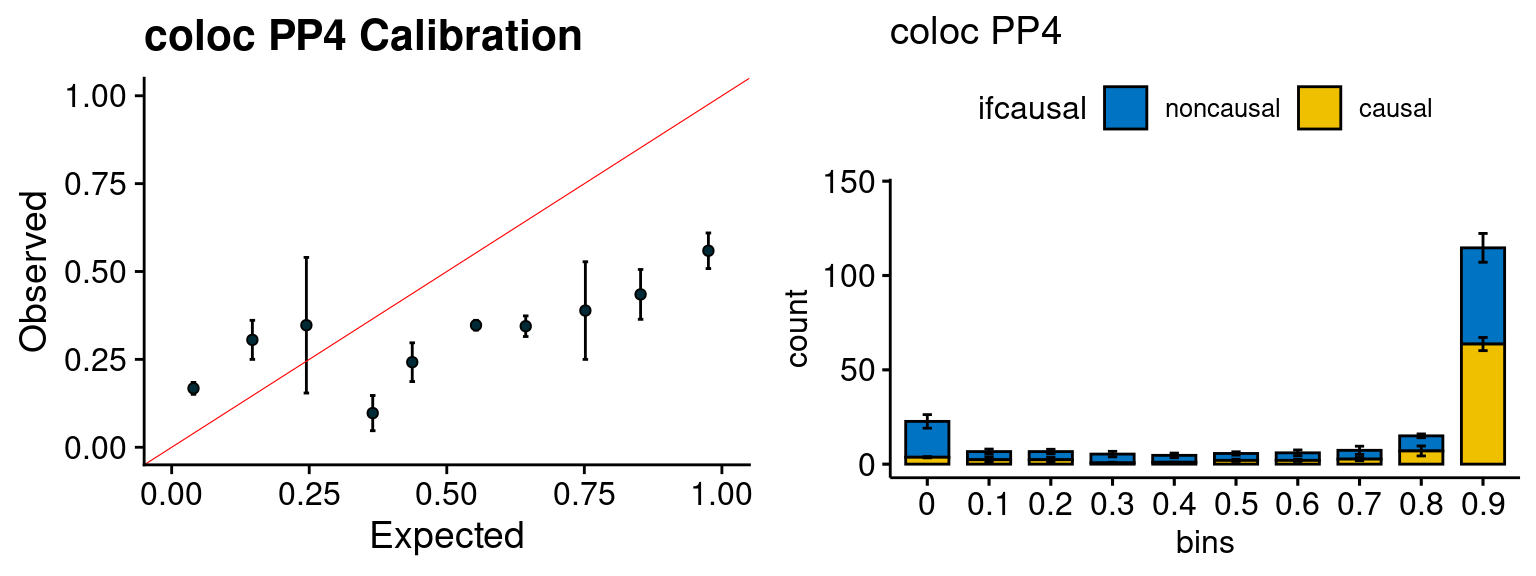 coloc PP4 Calibration
1.00
0.75
0.50
0.25
0.00
Observed
0.00 0.25 0.50 0.75 1.00
Expected
coloc PP4
ifcausal noncausal causal
150
100
50
0
count
0 0.1 0.2 0.3 0.4 0.5 0.6 0.7 0.8 0.9
bins